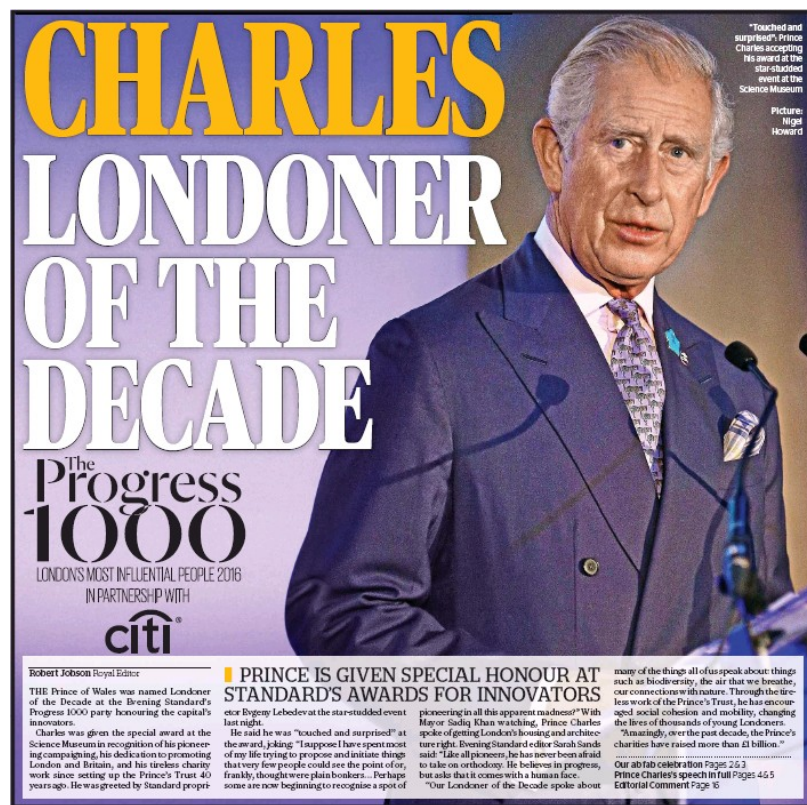 CHARLES
LONDONER
OF THE
DECADE
"Touched and
surprised": Prince
Charles accepting
his award at the
star-studded
event at the
Science Museum
Picture:
Nigel
Howard
The
Progress
1000
LONDON'S MOST INFLUENTIAL PEOPLE 2016
IN PARTNERSHIP WITH
citi®
PRINCE IS GIVEN SPECIAL HONOUR AT
STANDARD'S AWARDS FOR INNOVATORS
Robert Jobson Royal Editor
THE Prince of Wales was named Londoner
of the Decade at the Evening Standard's
Progress 1000 party honouring the capital's
innovators.
Charles was given the special award at the
Science Museum in recognition of his pioneer-
ing campaigning, his dedication to promoting
London and Britain, and his tireless charity
work since setting up the Prince's Trust 40
years ago. He was greeted by Standard propri-
etor Evgeny Lebedev at the star-studded event
last night.
He said he was "touched and surprised" at
the award, joking: "I suppose I have spent most
of my life trying to propose and initiate things
that very few people could see the point of or,
frankly, thought were plain bonkers... Perhaps
some are now beginning to recognise a spot of
pioneering in all this apparent madness?" With
Mayor Sadiq Khan watching, Prince Charles
spoke of getting London's housing and architec-
ture right. Evening Standard editor Sarah Sands
said: "Like all pioneers, he has never been afraid
to take on orthodoxy. He believes in progress,
but asks that it comes with a human face.
"Our Londoner of the Decade spoke about
many of the things all of us speak about: things
such as biodiversity, the air that we breathe,
our connections with nature. Through the tire-
less work of the Prince's Trust, he has encour-
aged social cohesion and mobility, changing
the lives of thousands of young Londoners.
"Amazingly, over the past decade, the Prince's
charities have raised more than £1 billion."
Our ab fab celebration Pages 2 & 3
Prince Charles's speech in full Pages 4 & 5
Editorial Comment Page 16